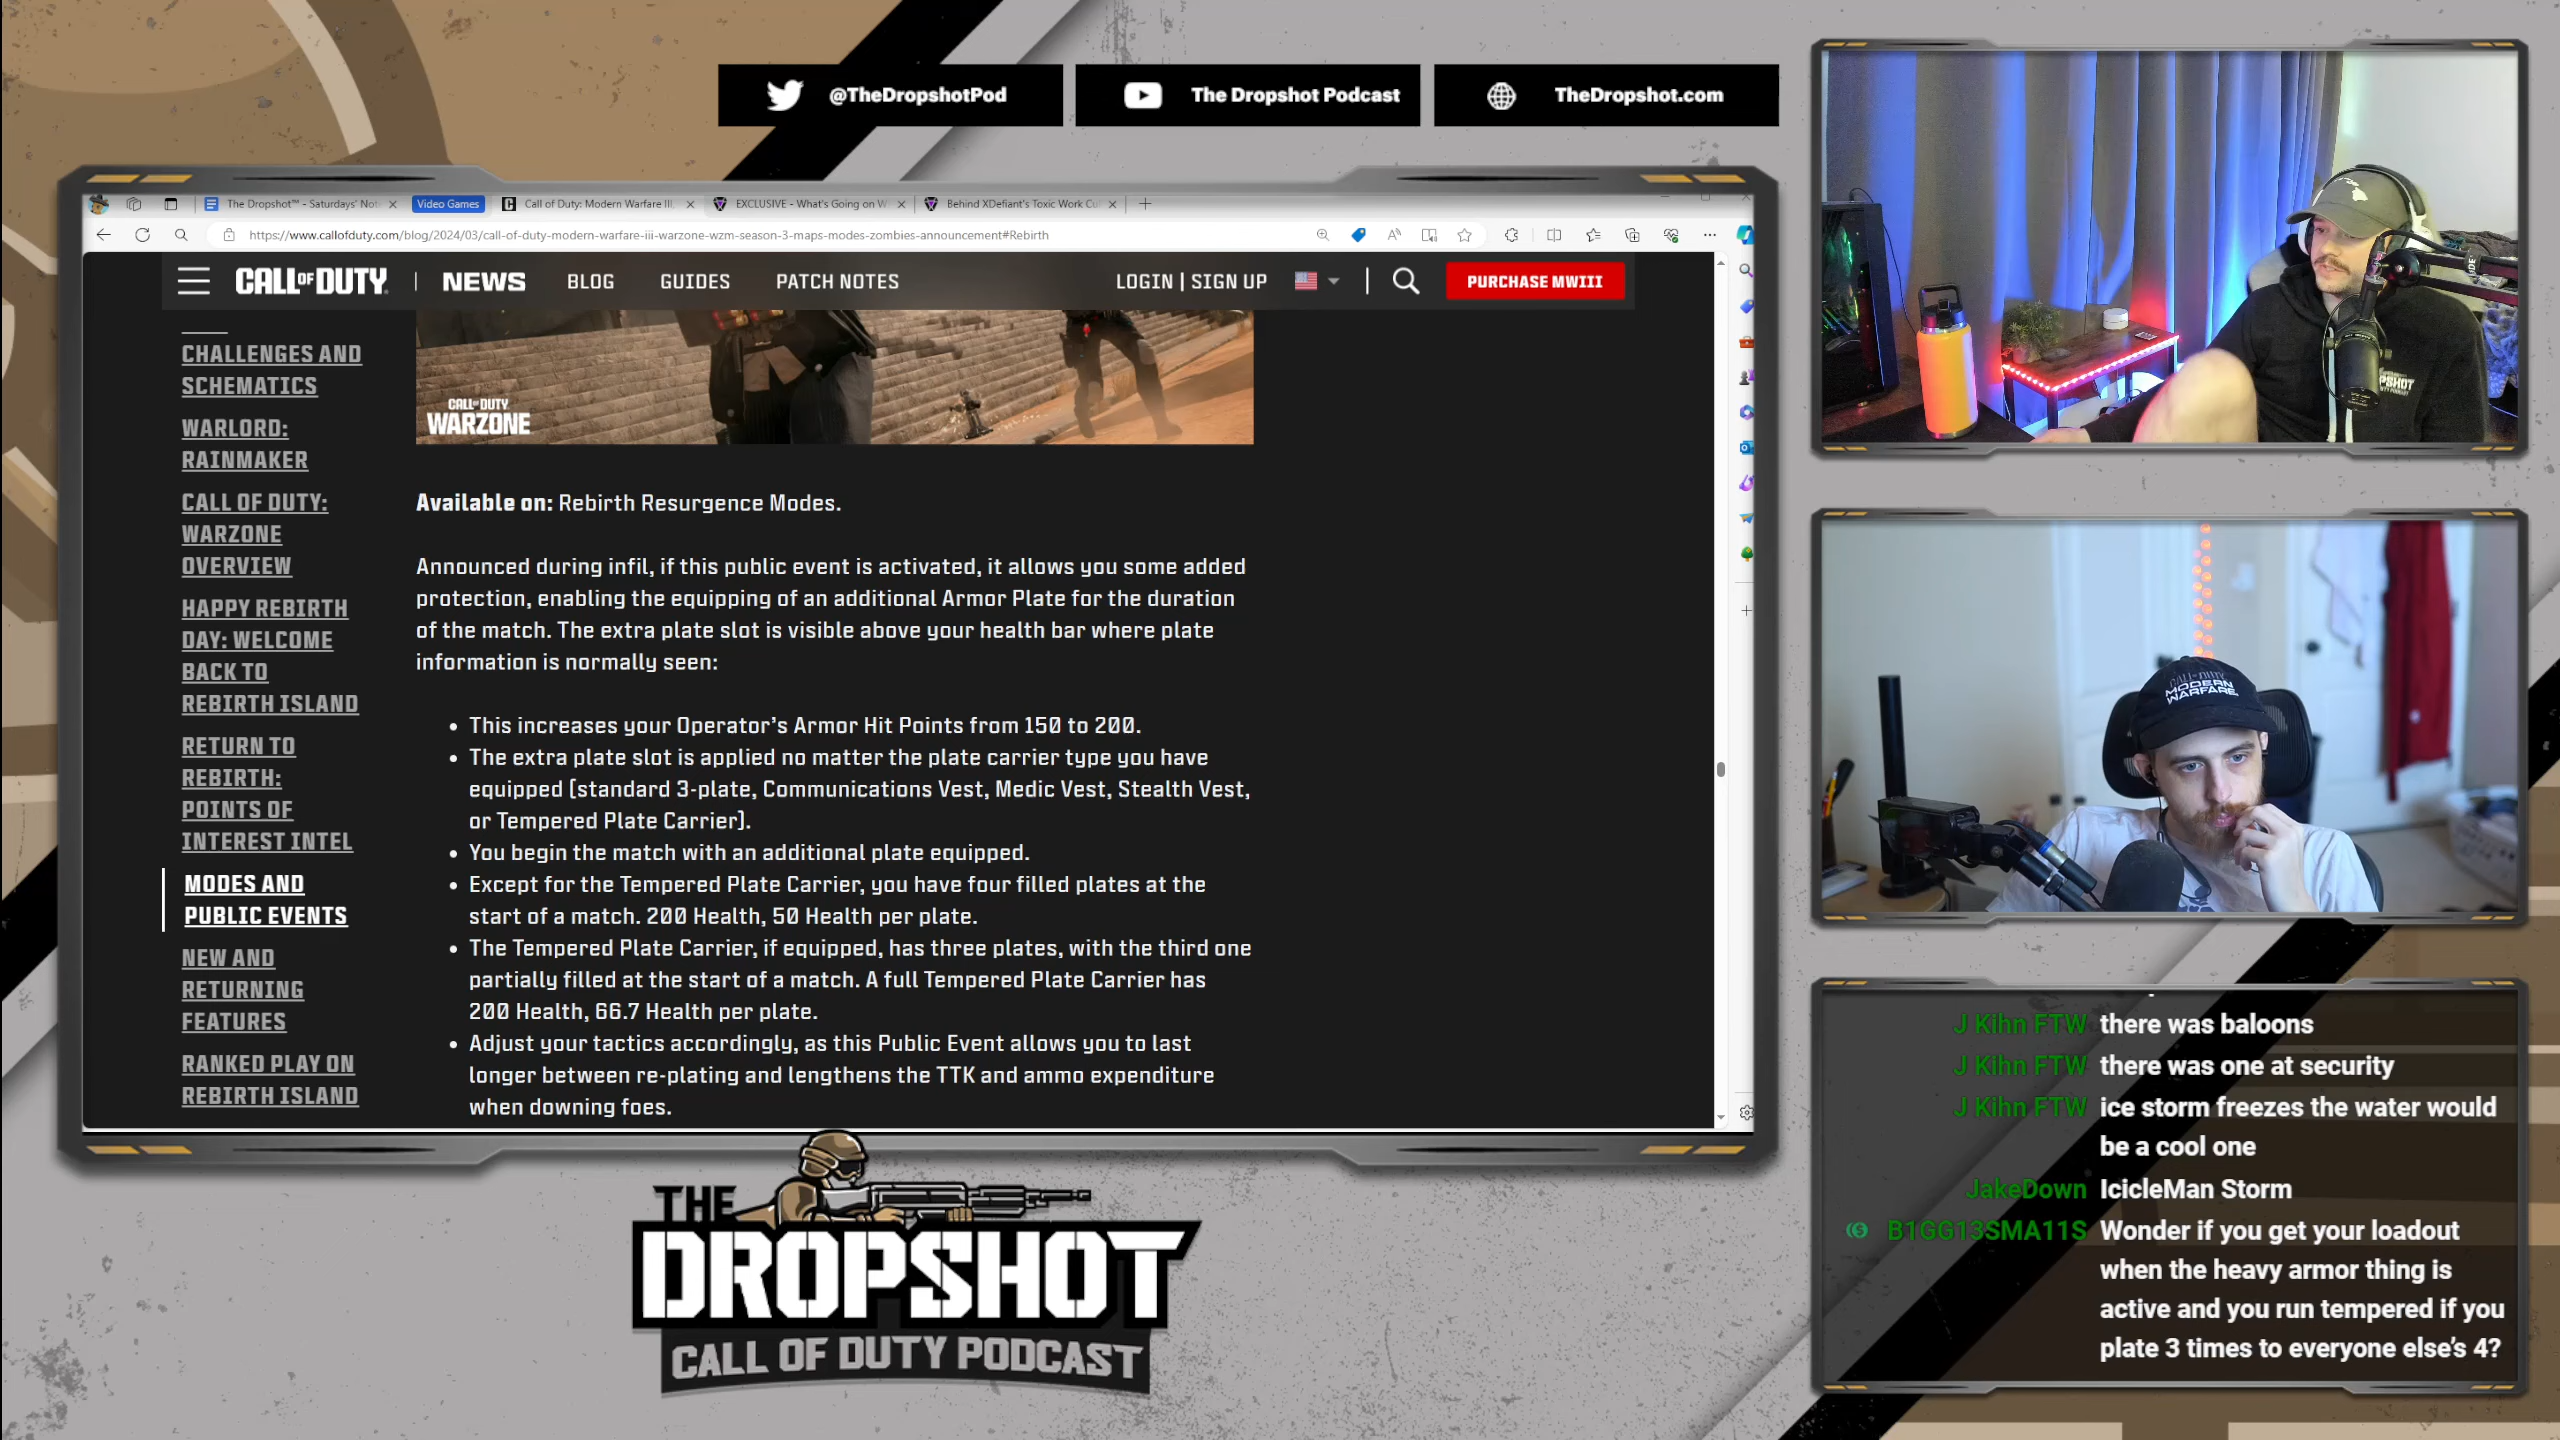 @TheDropshotPod
The Dropshot Podcast
TheDropshot.com
The Dropshot™ - Saturdays' Not
Video Games
Call of Duty: Modern Warfare III,
EXCLUSIVE - What's Going on W
Behind XDefiant's Toxic Work Cul
https://www.callofduty.com/blog/2024/03/call-of-duty-modern-warfare-iii-warzone-wzm-season-3-maps-modes-zombies-announcement#Rebirth
CALL OF DUTY
NEWS
BLOG
GUIDES
PATCH NOTES
LOGIN | SIGN UP
PURCHASE MWIII
CHALLENGES AND
SCHEMATICS
WARLORD:
RAINMAKER
CALL OF DUTY:
WARZONE
OVERVIEW
HAPPY REBIRTH
DAY: WELCOME
BACK TO
REBIRTH ISLAND
RETURN TO
REBIRTH:
POINTS OF
INTEREST INTEL
MODES AND
PUBLIC EVENTS
NEW AND
RETURNING
FEATURES
RANKED PLAY ON
REBIRTH ISLAND
CALL OF DUTY
WARZONE
Available on: Rebirth Resurgence Modes.
Announced during infil, if this public event is activated, it allows you some added
protection, enabling the equipping of an additional Armor Plate for the duration
of the match. The extra plate slot is visible above your health bar where plate
information is normally seen:
• This increases your Operator's Armor Hit Points from 150 to 200.
• The extra plate slot is applied no matter the plate carrier type you have
equipped [standard 3-plate, Communications Vest, Medic Vest, Stealth Vest,
or Tempered Plate Carrier].
• You begin the match with an additional plate equipped.
• Except for the Tempered Plate Carrier, you have four filled plates at the
start of a match. 200 Health, 50 Health per plate.
• The Tempered Plate Carrier, if equipped, has three plates, with the third one
partially filled at the start of a match. A full Tempered Plate Carrier has
200 Health, 66.7 Health per plate.
• Adjust your tactics accordingly, as this Public Event allows you to last
longer between re-plating and lengthens the TTK and ammo expenditure
when downing foes.
THE
DROPSHOT
CALL OF DUTY PODCAST
CALL OF DUTY
MODERN
WARFARE
J Kihn FTW there was baloons
J Kihn FTW there was one at security
J Kihn FTW ice storm freezes the water would
be a cool one
JakeDown IcicleMan Storm
B1GG13SMA11S Wonder if you get your loadout
when the heavy armor thing is
active and you run tempered if you
plate 3 times to everyone else's 4?